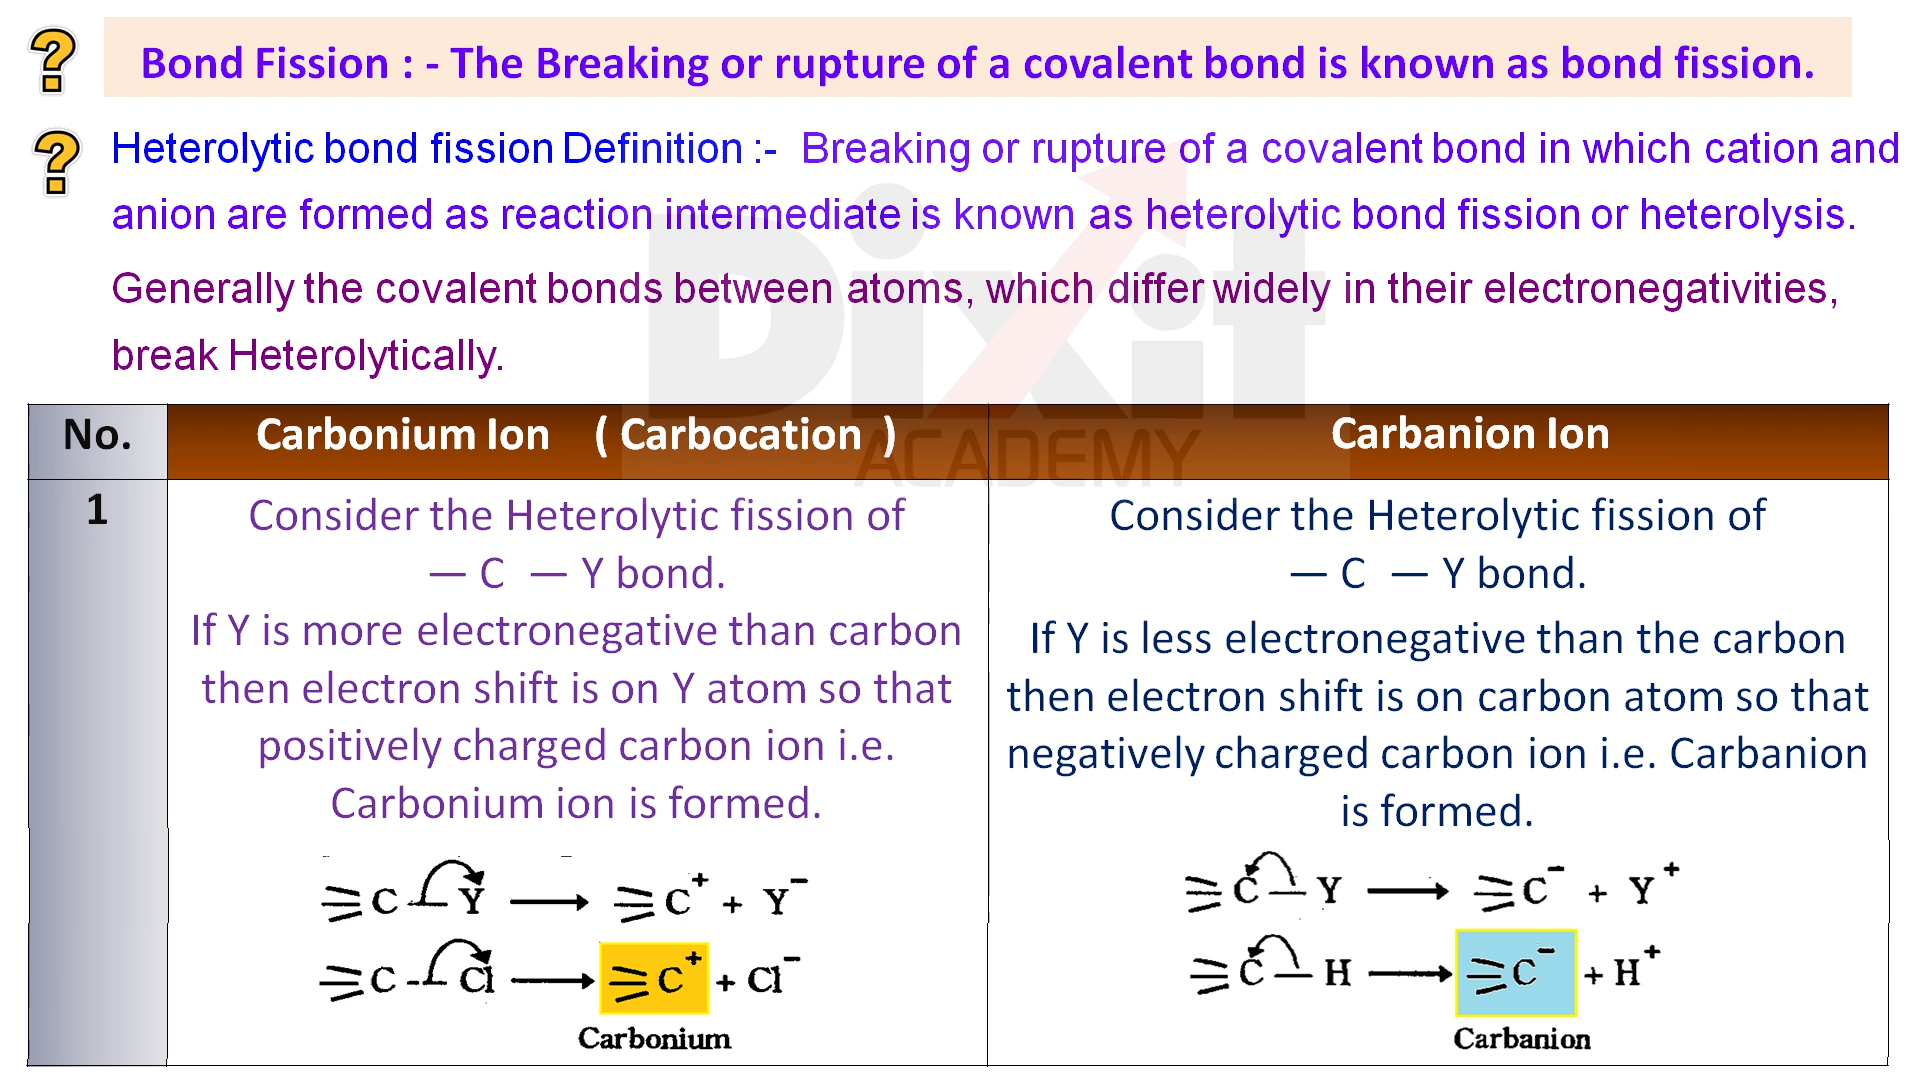 Bond Fission : - The Breaking or rupture of a covalent bond is known as bond fission.
Heterolytic bond fission Definition :- Breaking or rupture of a covalent bond in which cation and
anion are formed as reaction intermediate is known as heterolytic bond fission or heterolysis.
Generally the covalent bonds between atoms, which differ widely in their electronegativities,
break Heterolytically.
Dixit
ACADEMY
No.
Carbonium Ion ( Carbocation )
Carbanion Ion
1
Consider the Heterolytic fission of
— C — Y bond.
If Y is more electronegative than carbon
then electron shift is on Y atom so that
positively charged carbon ion i.e.
Carbonium ion is formed.
C — Y → C+ + Y−
C - Cl → C+ + Cl−
Carbonium
Consider the Heterolytic fission of
— C — Y bond.
If Y is less electronegative than the carbon
then electron shift is on carbon atom so that
negatively charged carbon ion i.e. Carbanion
is formed.
C — Y → C− + Y+
C — H → C− + H+
Carbanion